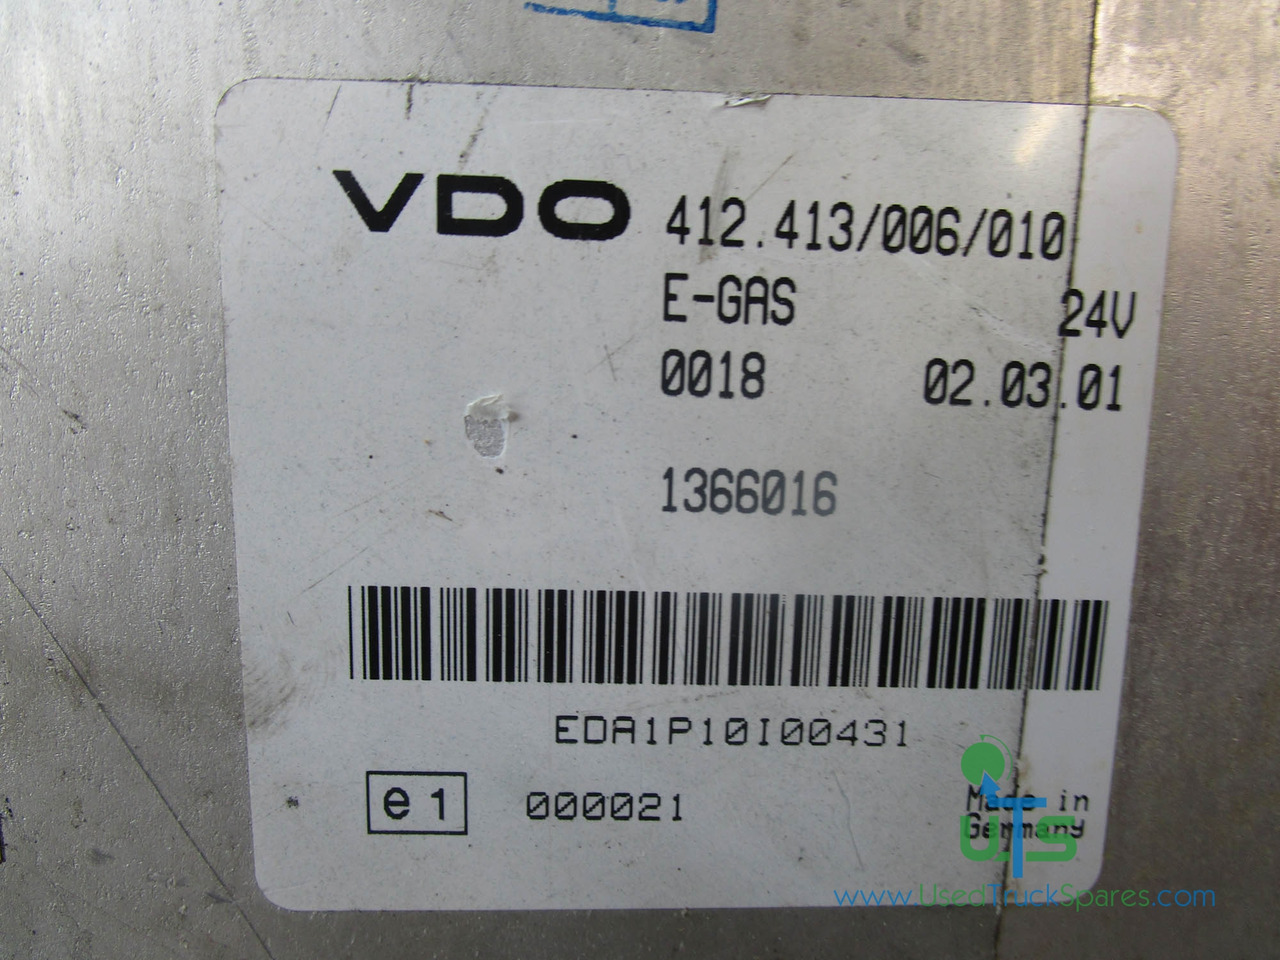 VDO 412.413/006/010
E-GAS 24V
0018 02.03.01
1366016
EDA1P10I00431
e1 000021
Made in
Germany
UTS
www.UsedTruckSpares.com